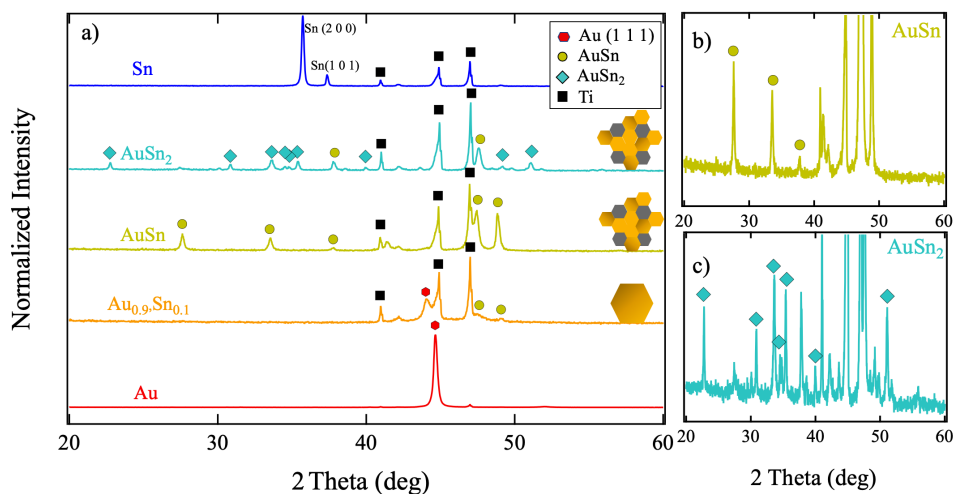 a)
Sn (2 0 0)
Sn(1 0 1)
Sn
Au (1 1 1)
AuSn
AuSn₂
Ti
AuSn₂
AuSn
Au₀.₉,Sn₀.₁
Au
Normalized Intensity
20 30 40 50 60
2 Theta (deg)
b) AuSn
20 30 40 50 60
c) AuSn₂
20 30 40 50 60
2 Theta (deg)